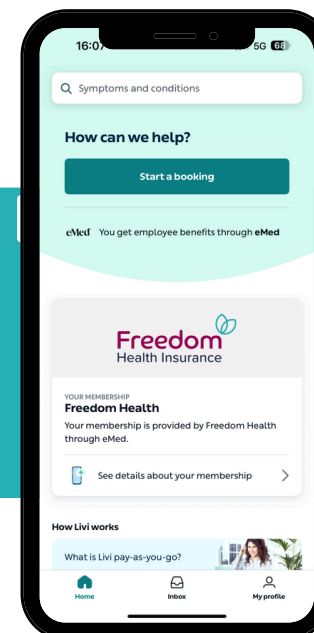 16:07
5G 68
Symptoms and conditions
How can we help?
Start a booking
eMed You get employee benefits through eMed
Freedom
Health Insurance
YOUR MEMBERSHIP
Freedom Health
Your membership is provided by Freedom Health
through eMed.
See details about your membership
How Livi works
What is Livi pay-as-you-go?
Home
Inbox
My profile